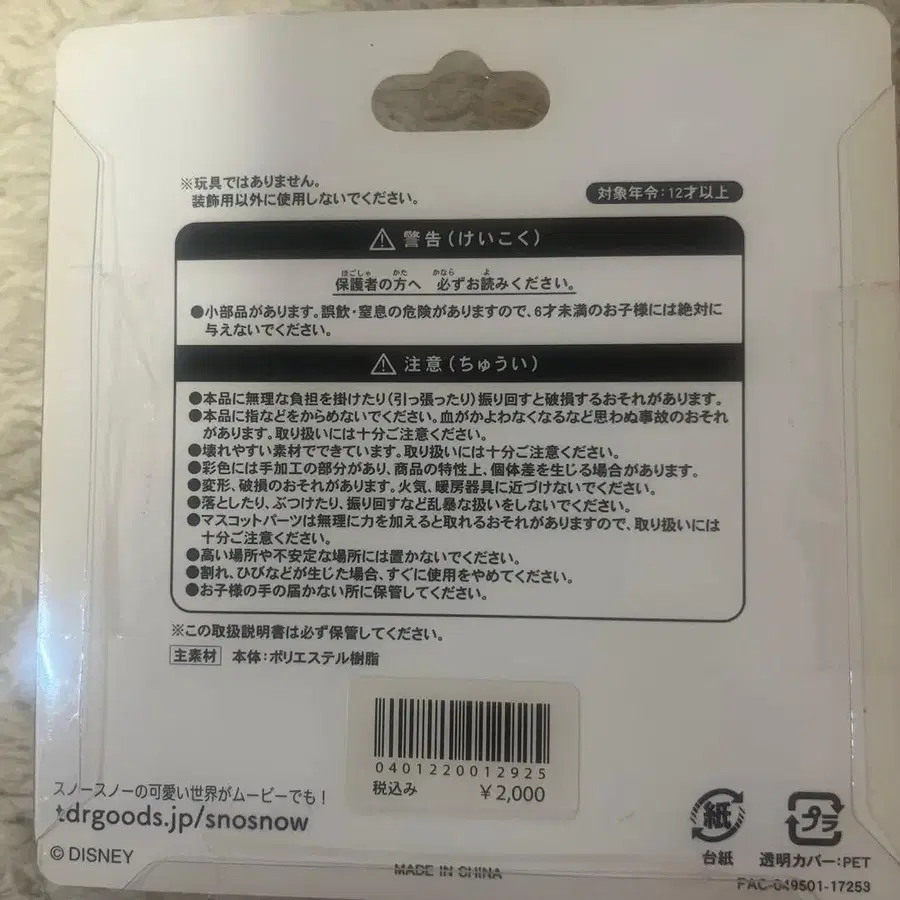 ※玩具ではありません。
装飾用以外に使用しないでください。
対象年令:12才以上
警告(けいこく)
ほごしゃ かた かなら よ
保護者の方へ 必ずお読みください。
●小部品があります。誤飲・窒息の危険がありますので、6才未満のお子様には絶対に
与えないでください。
注意(ちゅうい)
●本品に無理な負担を掛けたり(引っ張ったり)振り回すと破損するおそれがあります。
●本品に指などをからめないでください。血がかよわなくなるなど思わぬ事故のおそれ
があります。取り扱いには十分ご注意ください。
●壊れやすい素材でできています。取り扱いには十分ご注意ください。
●彩色には手加工の部分があり、商品の特性上、個体差を生じる場合があります。
●変形、破損のおそれがあります。火気、暖房器具に近づけないでください。
●落としたり、ぶつけたり、振り回すなど乱暴な扱いをしないでください。
●マスコットパーツは無理に力を加えると取れるおそれがありますので、取り扱いには
十分ご注意ください。
●高い場所や不安定な場所には置かないでください。
●割れ、ひびなどが生じた場合、すぐに使用をやめてください。
●お子様の手の届かない所に保管してください。
※この取扱説明書は必ず保管してください。
主素材 本体:ポリエステル樹脂
0401220012925
税込み ¥2,000
スノースノーの可愛い世界がムービーでも!
tdrgoods.jp/snosnow
© DISNEY
MADE IN CHINA
紙
台紙
プラ
透明カバー:PET
PAC-049501-17253